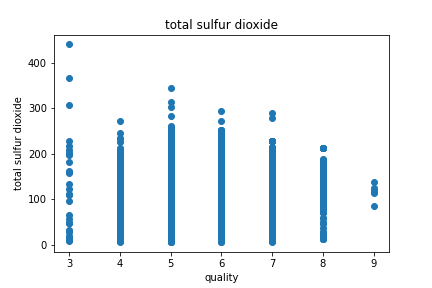 total sulfur dioxide
total sulfur dioxide
400
300
200
100
0
3 4 5 6 7 8 9
quality